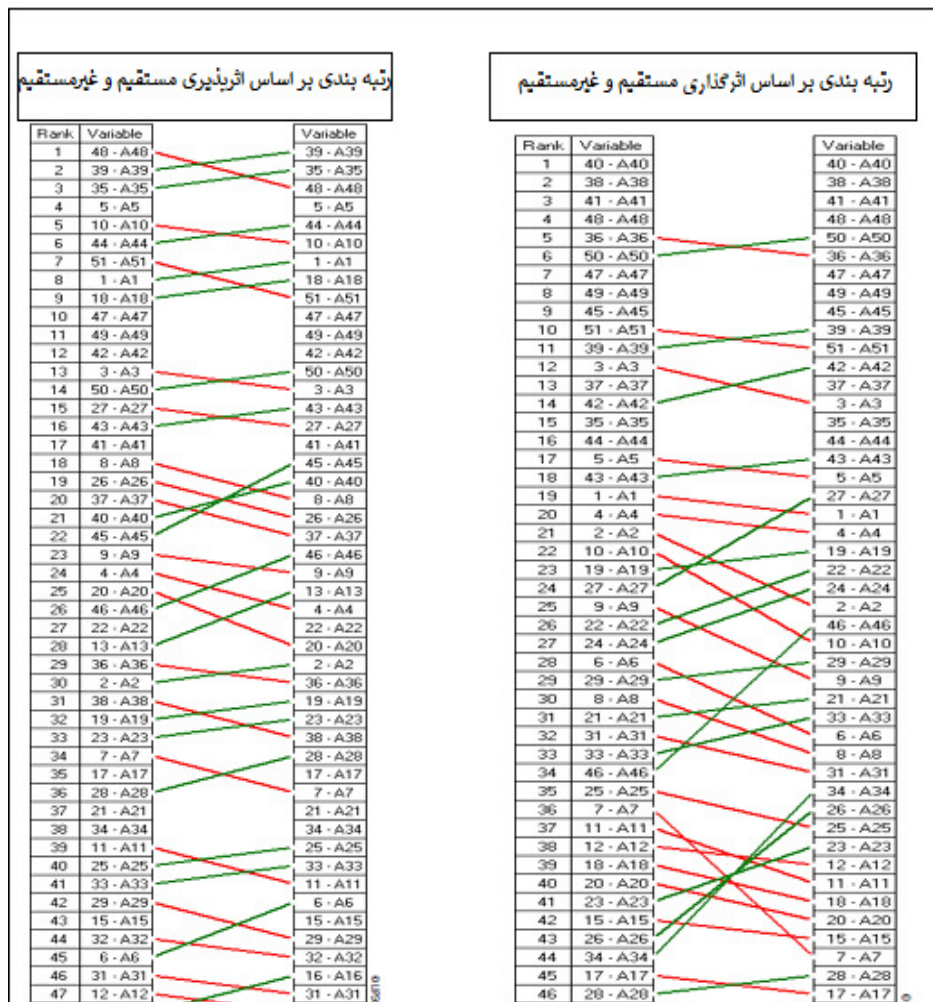 رتبه بندی بر اساس اثرپذیری مستقیم و غیرمستقیم
Rank Variable Variable
1 48 - A48 39 - A39
2 39 - A39 35 - A35
3 35 - A35 48 - A48
4 5 - A5 5 - A5
5 10 - A10 44 - A44
6 44 - A44 10 - A10
7 51 - A51 1 - A1
8 1 - A1 18 - A18
9 18 - A18 51 - A51
10 47 - A47 47 - A47
11 49 - A49 49 - A49
12 42 - A42 42 - A42
13 3 - A3 50 - A50
14 50 - A50 3 - A3
15 27 - A27 43 - A43
16 43 - A43 27 - A27
17 41 - A41 41 - A41
18 8 - A8 45 - A45
19 26 - A26 40 - A40
20 37 - A37 8 - A8
21 40 - A40 26 - A26
22 45 - A45 37 - A37
23 9 - A9 46 - A46
24 4 - A4 9 - A9
25 20 - A20 13 - A13
26 46 - A46 4 - A4
27 22 - A22 22 - A22
28 13 - A13 20 - A20
29 36 - A36 2 - A2
30 2 - A2 36 - A36
31 38 - A38 19 - A19
32 19 - A19 23 - A23
33 23 - A23 38 - A38
34 7 - A7 28 - A28
35 17 - A17 17 - A17
36 28 - A28 7 - A7
37 21 - A21 21 - A21
38 34 - A34 34 - A34
39 11 - A11 25 - A25
40 25 - A25 33 - A33
41 33 - A33 11 - A11
42 29 - A29 6 - A6
43 15 - A15 15 - A15
44 32 - A32 29 - A29
45 6 - A6 32 - A32
46 31 - A31 16 - A16
47 12 - A12 31 - A31
رتبه بندی بر اساس اثرگذاری مستقیم و غیرمستقیم
Rank Variable Variable
1 40 - A40 40 - A40
2 38 - A38 38 - A38
3 41 - A41 41 - A41
4 48 - A48 48 - A48
5 36 - A36 50 - A50
6 50 - A50 36 - A36
7 47 - A47 47 - A47
8 49 - A49 49 - A49
9 45 - A45 45 - A45
10 51 - A51 39 - A39
11 39 - A39 51 - A51
12 3 - A3 42 - A42
13 37 - A37 37 - A37
14 42 - A42 3 - A3
15 35 - A35 35 - A35
16 44 - A44 44 - A44
17 5 - A5 43 - A43
18 43 - A43 5 - A5
19 1 - A1 27 - A27
20 4 - A4 1 - A1
21 2 - A2 4 - A4
22 10 - A10 19 - A19
23 19 - A19 22 - A22
24 27 - A27 24 - A24
25 9 - A9 2 - A2
26 22 - A22 46 - A46
27 24 - A24 10 - A10
28 6 - A6 29 - A29
29 29 - A29 9 - A9
30 8 - A8 21 - A21
31 21 - A21 33 - A33
32 31 - A31 6 - A6
33 33 - A33 8 - A8
34 46 - A46 31 - A31
35 25 - A25 34 - A34
36 7 - A7 26 - A26
37 11 - A11 25 - A25
38 12 - A12 23 - A23
39 18 - A18 12 - A12
40 20 - A20 11 - A11
41 23 - A23 18 - A18
42 15 - A15 20 - A20
43 26 - A26 15 - A15
44 34 - A34 7 - A7
45 17 - A17 28 - A28
46 28 - A28 17 - A17